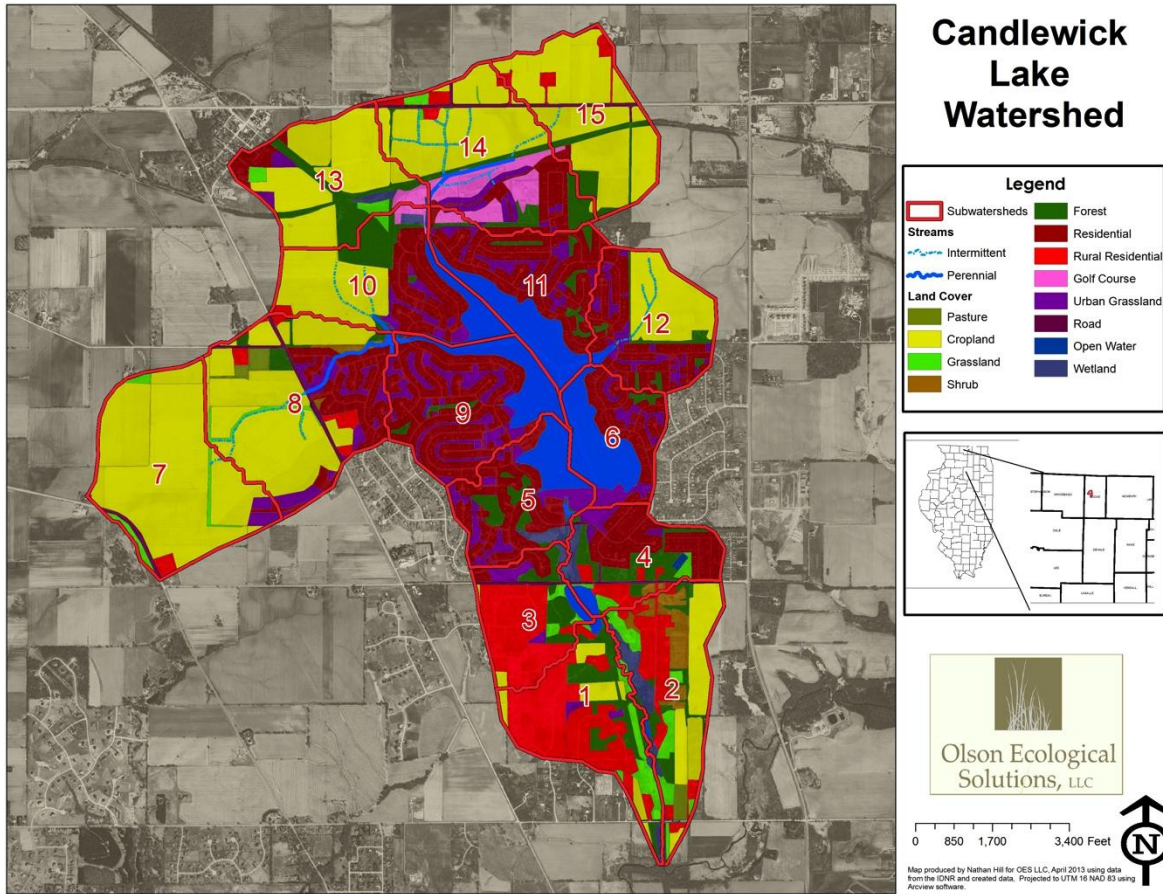 Candlewick
Lake
Watershed
Legend
Subwatersheds
Streams
Intermittent
Perennial
Land Cover
Pasture
Cropland
Grassland
Shrub
Forest
Residential
Rural Residential
Golf Course
Urban Grassland
Road
Open Water
Wetland
15
14
13
11
10
12
8
9
6
7
5
4
3
1
2
Olson Ecological
Solutions, LLC
0 850 1,700 3,400 Feet
N
Map produced by Nathan Hill for OES LLC, April 2013 using data
from the IDNR and created data. Projected to UTM 16 NAD 83 using
Arcview software.